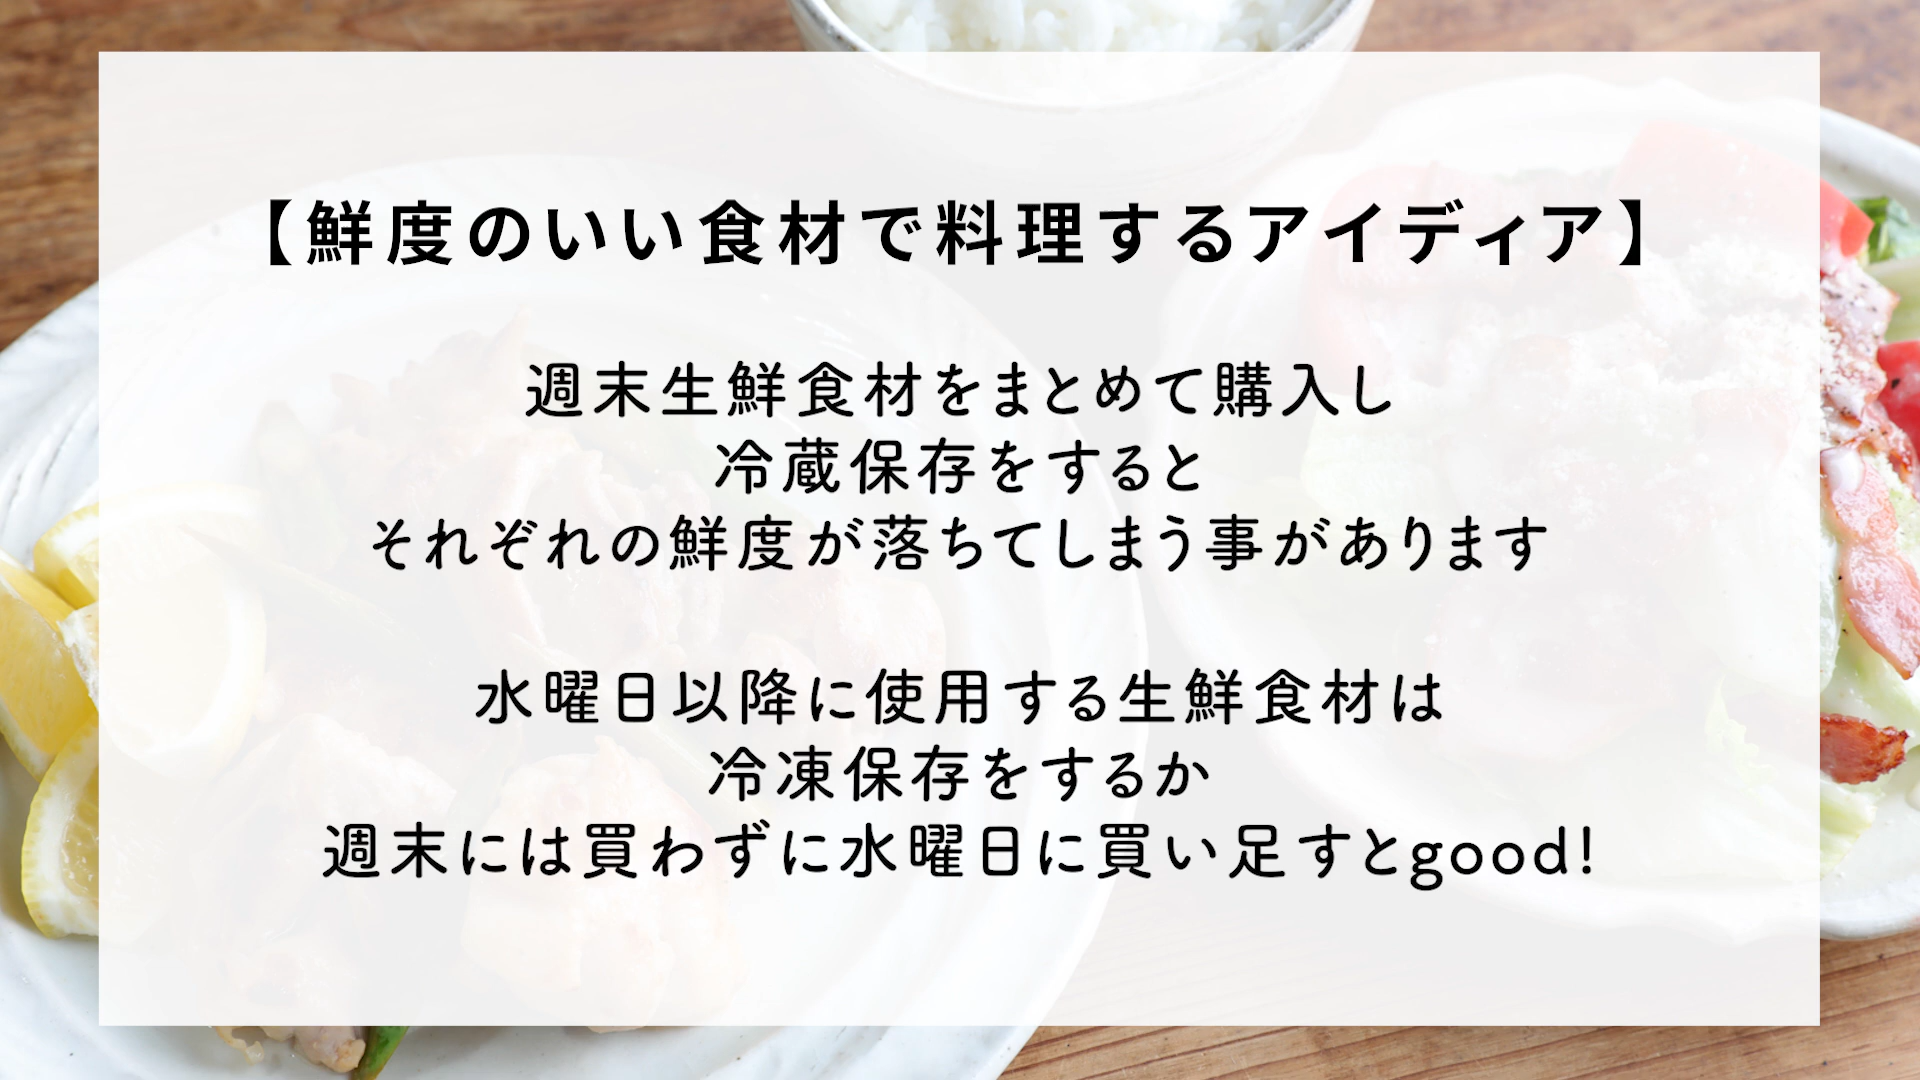 【鮮度のいい食材で料理するアイディア】
週末生鮮食材をまとめて購入し
冷蔵保存をすると
それぞれの鮮度が落ちてしまう事があります
水曜日以降に使用する生鮮食材は
冷凍保存をするか
週末には買わずに水曜日に買い足すとgood!